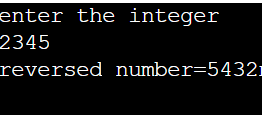 enter the integer
2345
reversed number=5432